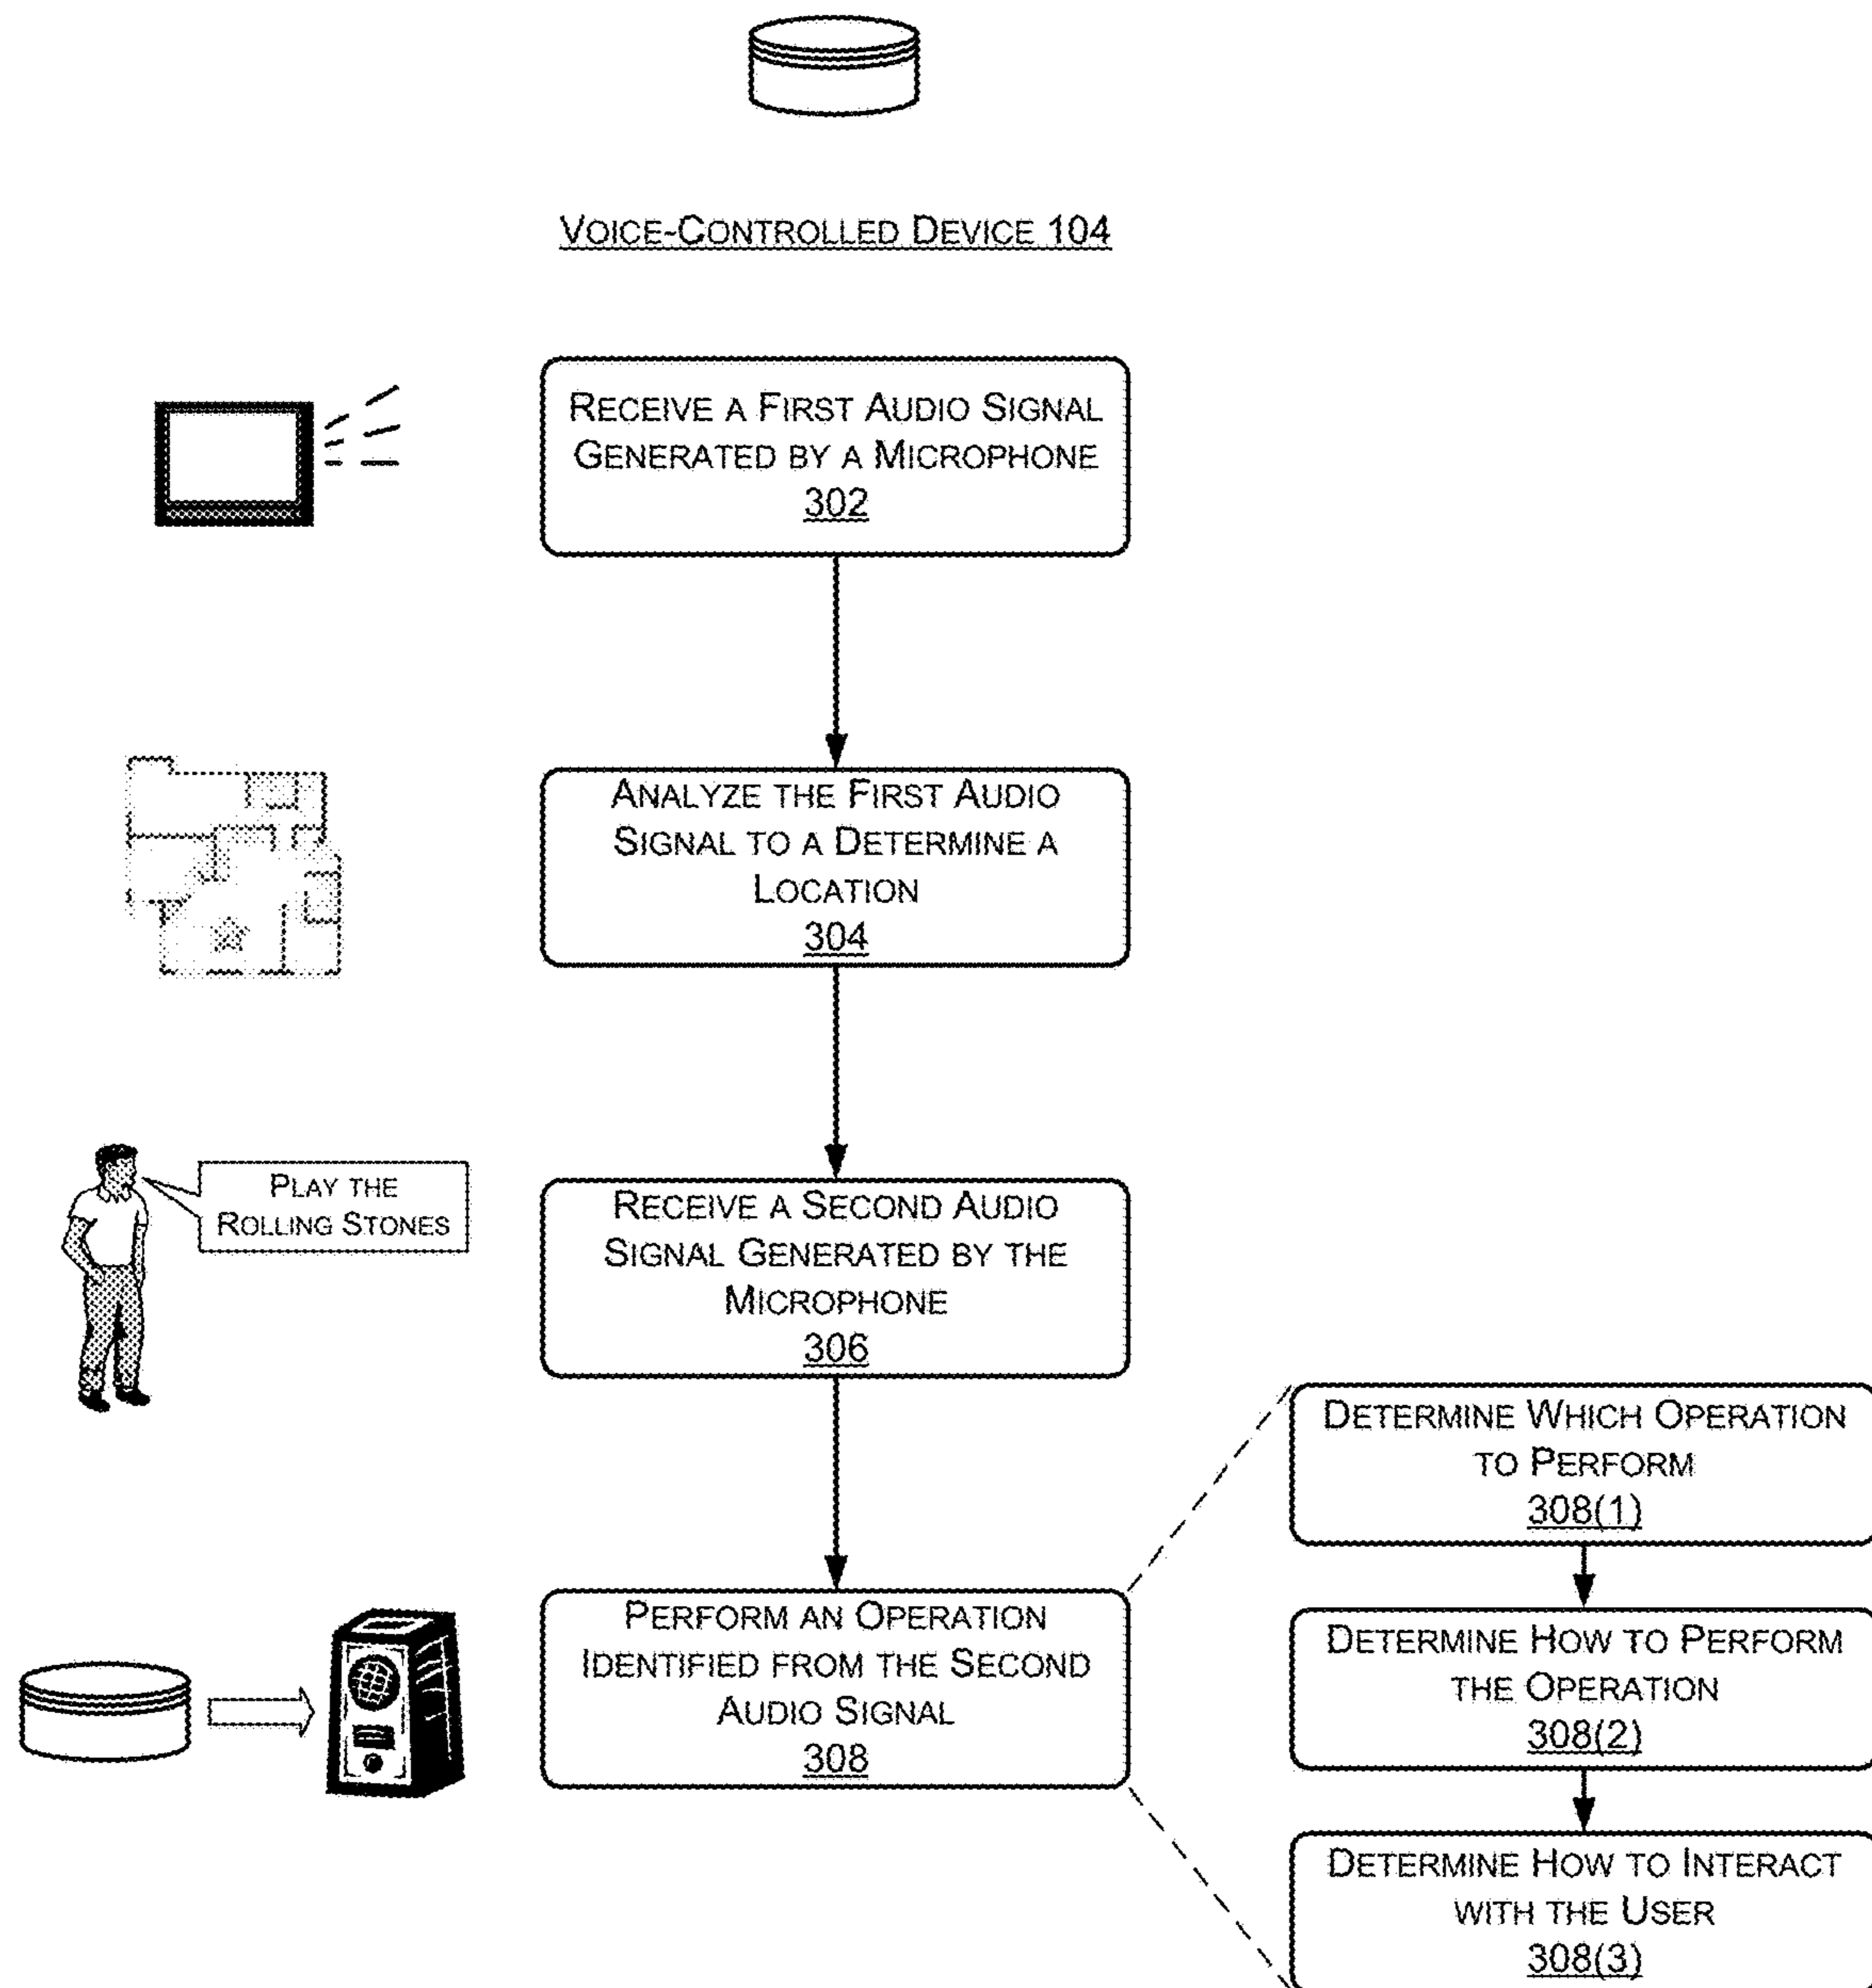 VOICE-CONTROLLED DEVICE 104
RECEIVE A FIRST AUDIO SIGNAL
GENERATED BY A MICROPHONE
302
ANALYZE THE FIRST AUDIO
SIGNAL TO A DETERMINE A
LOCATION
304
PLAY THE
ROLLING STONES
RECEIVE A SECOND AUDIO
SIGNAL GENERATED BY THE
MICROPHONE
306
PERFORM AN OPERATION
IDENTIFIED FROM THE SECOND
AUDIO SIGNAL
308
DETERMINE WHICH OPERATION
TO PERFORM
308(1)
DETERMINE HOW TO PERFORM
THE OPERATION
308(2)
DETERMINE HOW TO INTERACT
WITH THE USER
308(3)